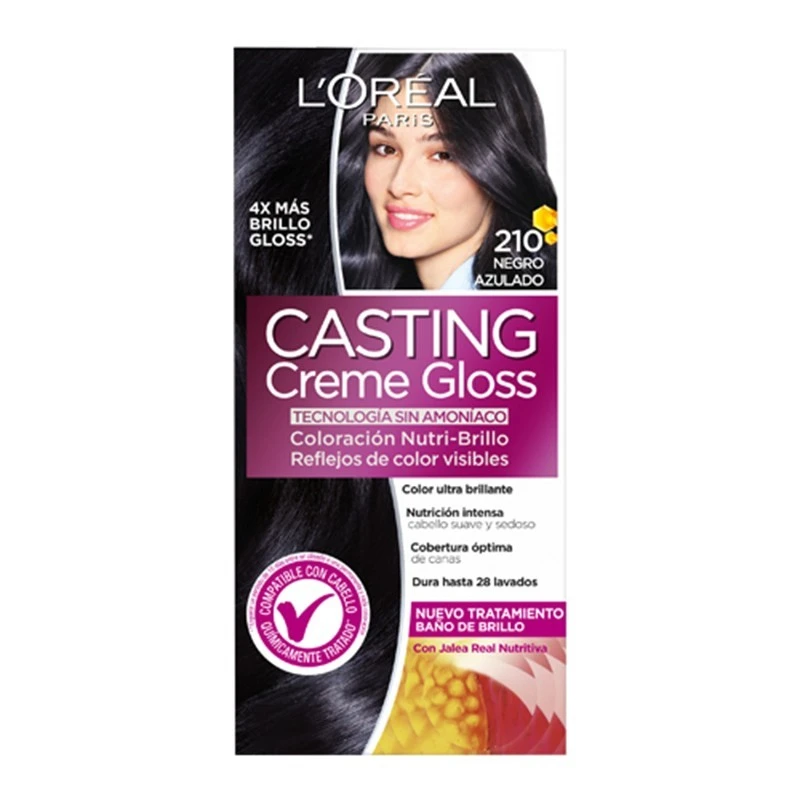 L'ORÉAL
PARIS
4X MÁS
BRILLO
GLOSS*
210
NEGRO
AZULADO
CASTING
Creme Gloss
TECNOLOGÍA SIN AMONÍACO
Coloración Nutri-Brillo
Reflejos de color visibles
Color ultra brillante
Nutrición intensa
cabello suave y sedoso
Cobertura óptima
de canas
Dura hasta 28 lavados
COMPATIBLE CON CABELLO
QUÍMICAMENTE TRATADO**
NUEVO TRATAMIENTO
BAÑO DE BRILLO
Con Jalea Real Nutritiva